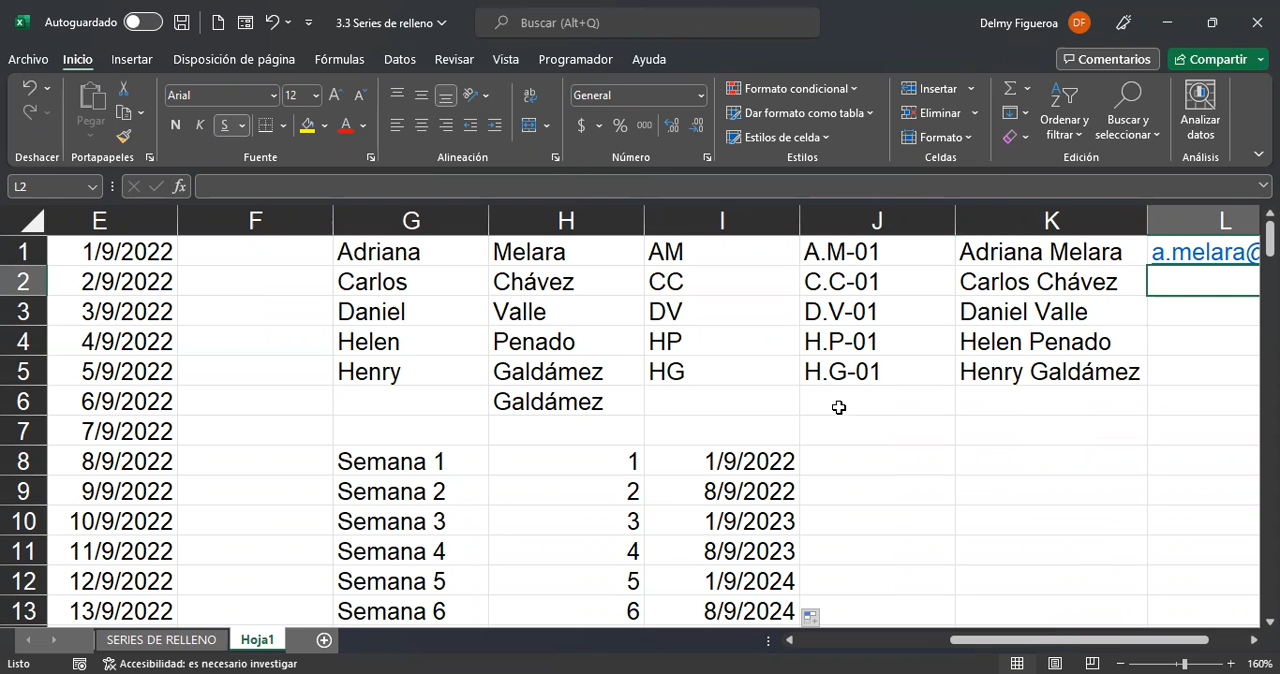 Autoguardado 3.3 Series de relleno Buscar (Alt+Q) Delmy Figueroa DF
Archivo Inicio Insertar Disposición de página Fórmulas Datos Revisar Vista Programador Ayuda Comentarios Compartir
Arial 12 General Formato condicional Insertar
Pegar Dar formato como tabla Eliminar Ordenar y filtrar Buscar y seleccionar Analizar datos
N K S $ % 000 Estilos de celda Formato
Deshacer Portapapeles Fuente Alineación Número Estilos Celdas Edición Análisis
L2 fx
E F G H I J K L
1 1/9/2022 Adriana Melara AM A.M-01 Adriana Melara a.melara@
2 2/9/2022 Carlos Chávez CC C.C-01 Carlos Chávez
3 3/9/2022 Daniel Valle DV D.V-01 Daniel Valle
4 4/9/2022 Helen Penado HP H.P-01 Helen Penado
5 5/9/2022 Henry Galdámez HG H.G-01 Henry Galdámez
6 6/9/2022 Galdámez
7 7/9/2022
8 8/9/2022 Semana 1 1 1/9/2022
9 9/9/2022 Semana 2 2 8/9/2022
10 10/9/2022 Semana 3 3 1/9/2023
11 11/9/2022 Semana 4 4 8/9/2023
12 12/9/2022 Semana 5 5 1/9/2024
13 13/9/2022 Semana 6 6 8/9/2024
SERIES DE RELLENO Hoja1
Listo Accesibilidad: es necesario investigar 160%